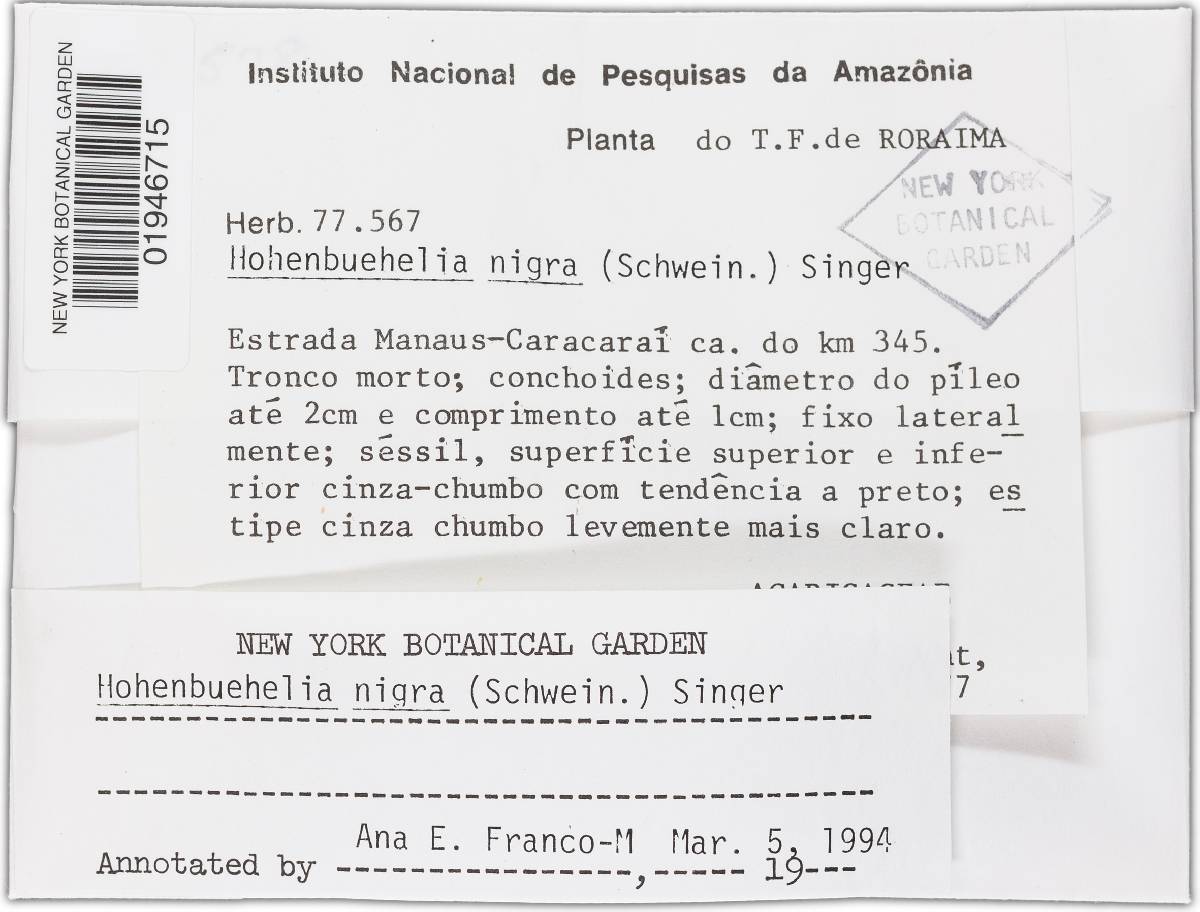 NEW YORK BOTANICAL GARDEN
01946715
Instituto Nacional de Pesquisas da Amazônia
Planta do T.F.de RORAIMA
NEW YORK
BOTANICAL
GARDEN
Herb. 77.567
Hohenbuehelia nigra (Schwein.) Singer
Estrada Manaus-Caracaraí ca. do km 345.
Tronco morto; conchoides; diâmetro do píleo
até 2cm e comprimento até 1cm; fixo lateral
mente; séssil, superfície superior e infe-
rior cinza-chumbo com tendência a preto; es
tipe cinza chumbo levemente mais claro.
NEW YORK BOTANICAL GARDEN
Hohenbuehelia nigra (Schwein.) Singer
Ana E. Franco-M Mar. 5, 1994
Annotated by ----------------,----- 19---